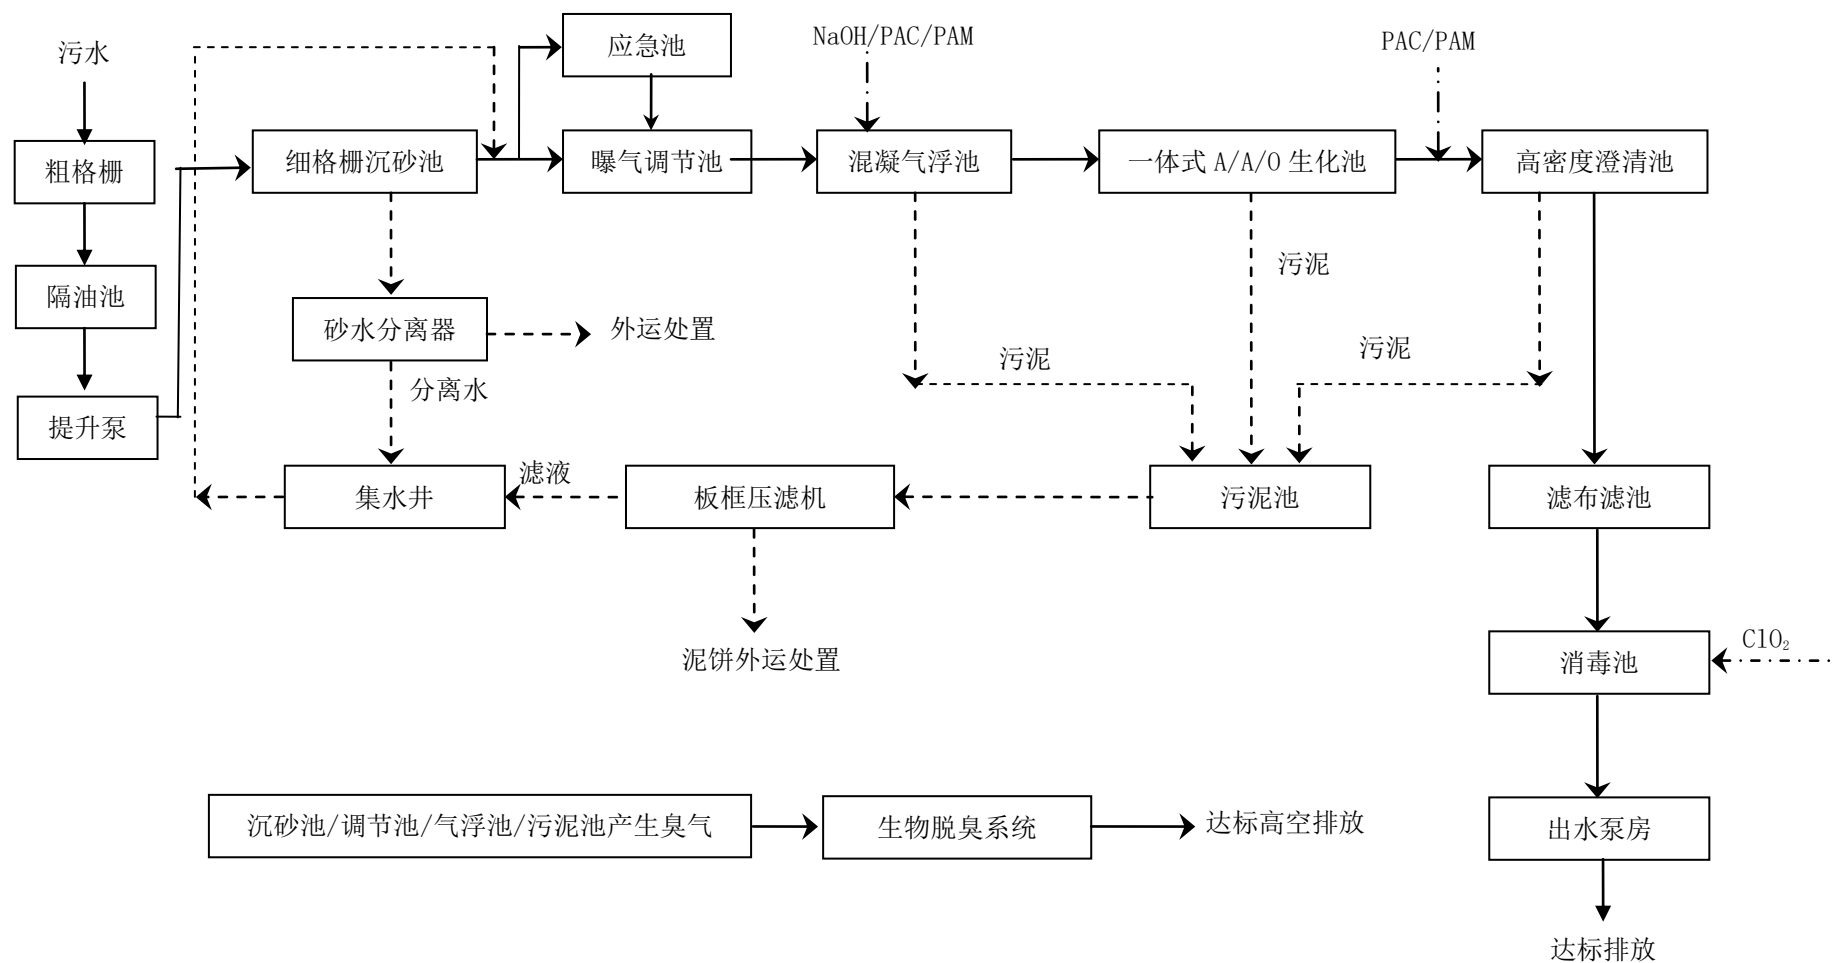 污水
应急池
NaOH/PAC/PAM
PAC/PAM
粗格栅
细格栅沉砂池
曝气调节池
混凝气浮池
一体式 A/A/O 生化池
高密度澄清池
污泥
隔油池
砂水分离器
外运处置
污泥
污泥
分离水
提升泵
滤液
集水井
板框压滤机
污泥池
滤布滤池
泥饼外运处置
消毒池
ClO₂
沉砂池/调节池/气浮池/污泥池产生臭气
生物脱臭系统
达标高空排放
出水泵房
达标排放